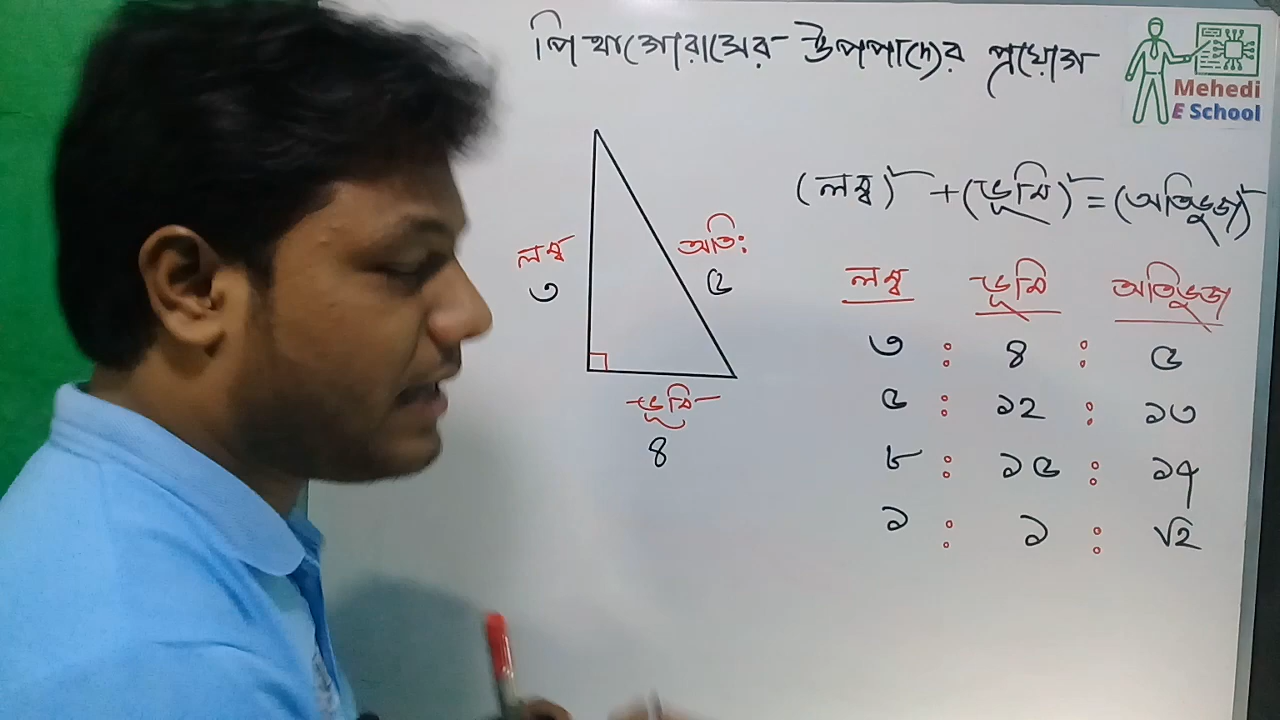 পিথাগোরাসের উপপাদ্যের প্রয়োগ
Mehedi
E School
(লম্ব)² + (ভূমি)² = (অতিভুজ)²
লম্ব
৩
অতি:
৫
ভূমি
৪
লম্ব ভূমি অতিভুজ
৩ : ৪ : ৫
৫ : ১২ : ১৩
৮ : ১৫ : ১৭
১ : ১ : √২